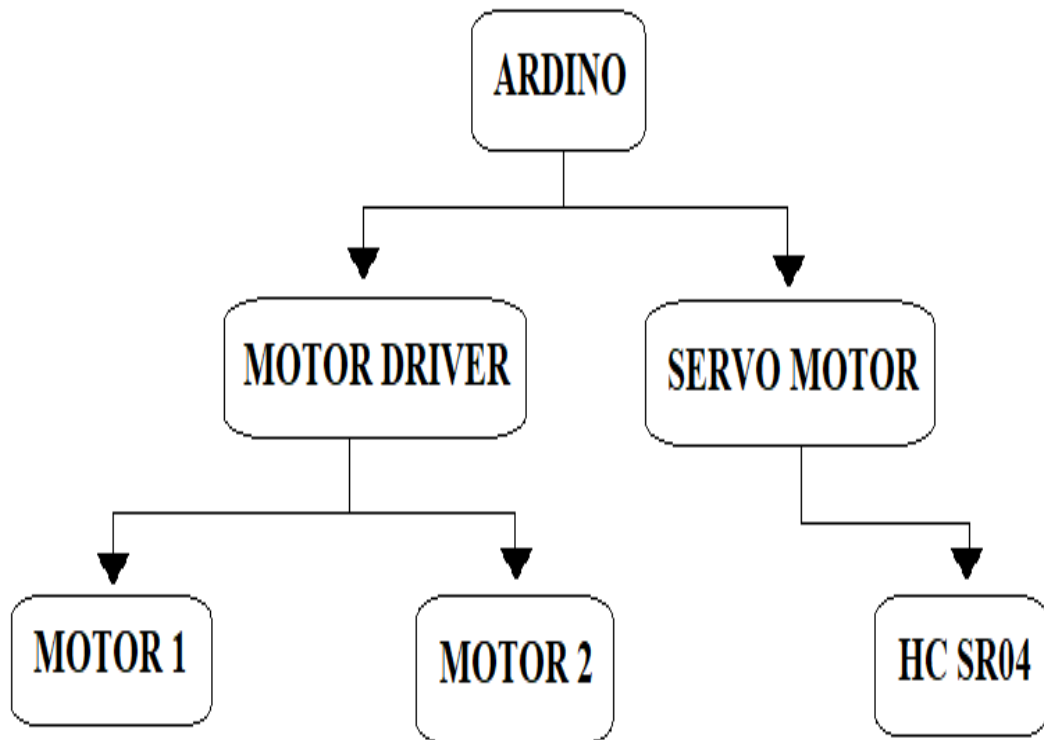 ARDINO
MOTOR DRIVER
SERVO MOTOR
MOTOR 1
MOTOR 2
HC SR04